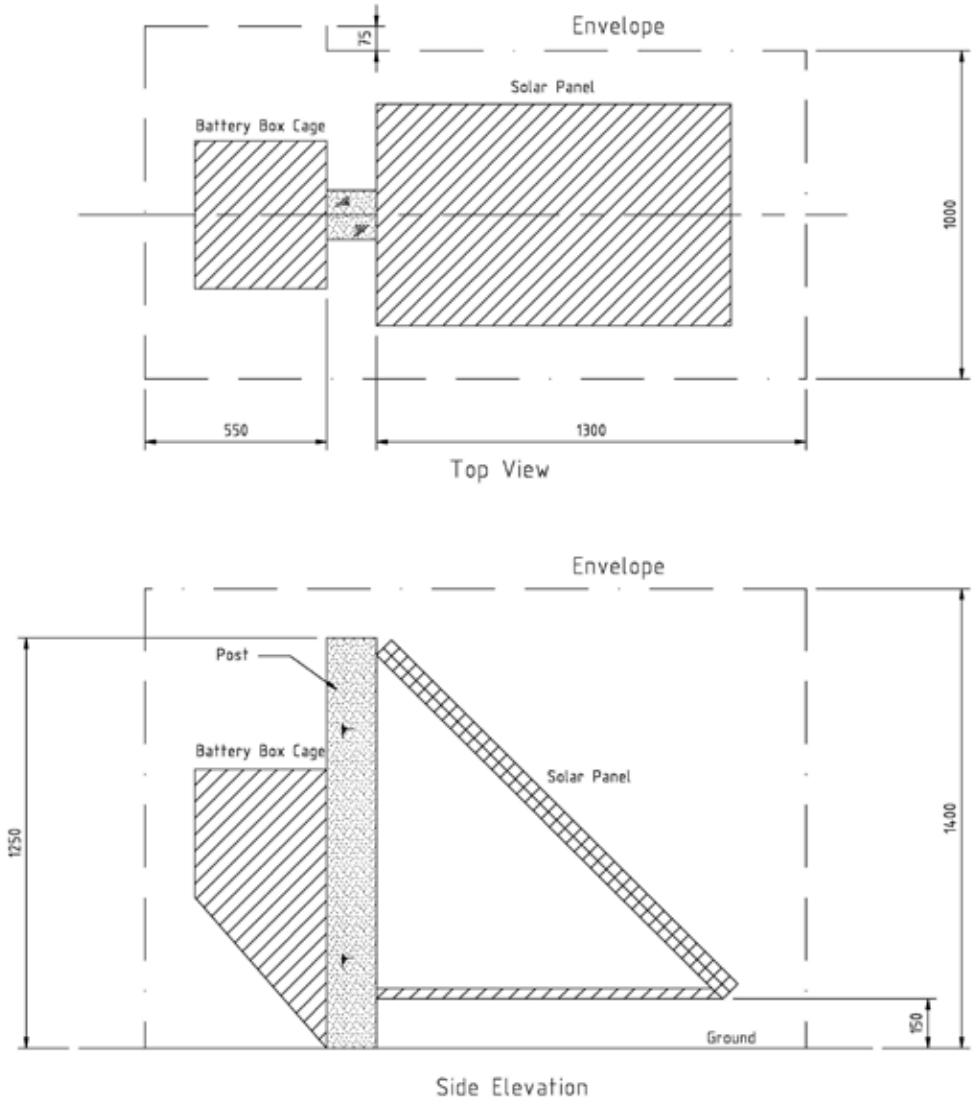 Envelope
75
Solar Panel
Battery Box Cage
1000
550
1300
Top View
Envelope
Post
Battery Box Cage
Solar Panel
1250
1400
150
Ground
Side Elevation